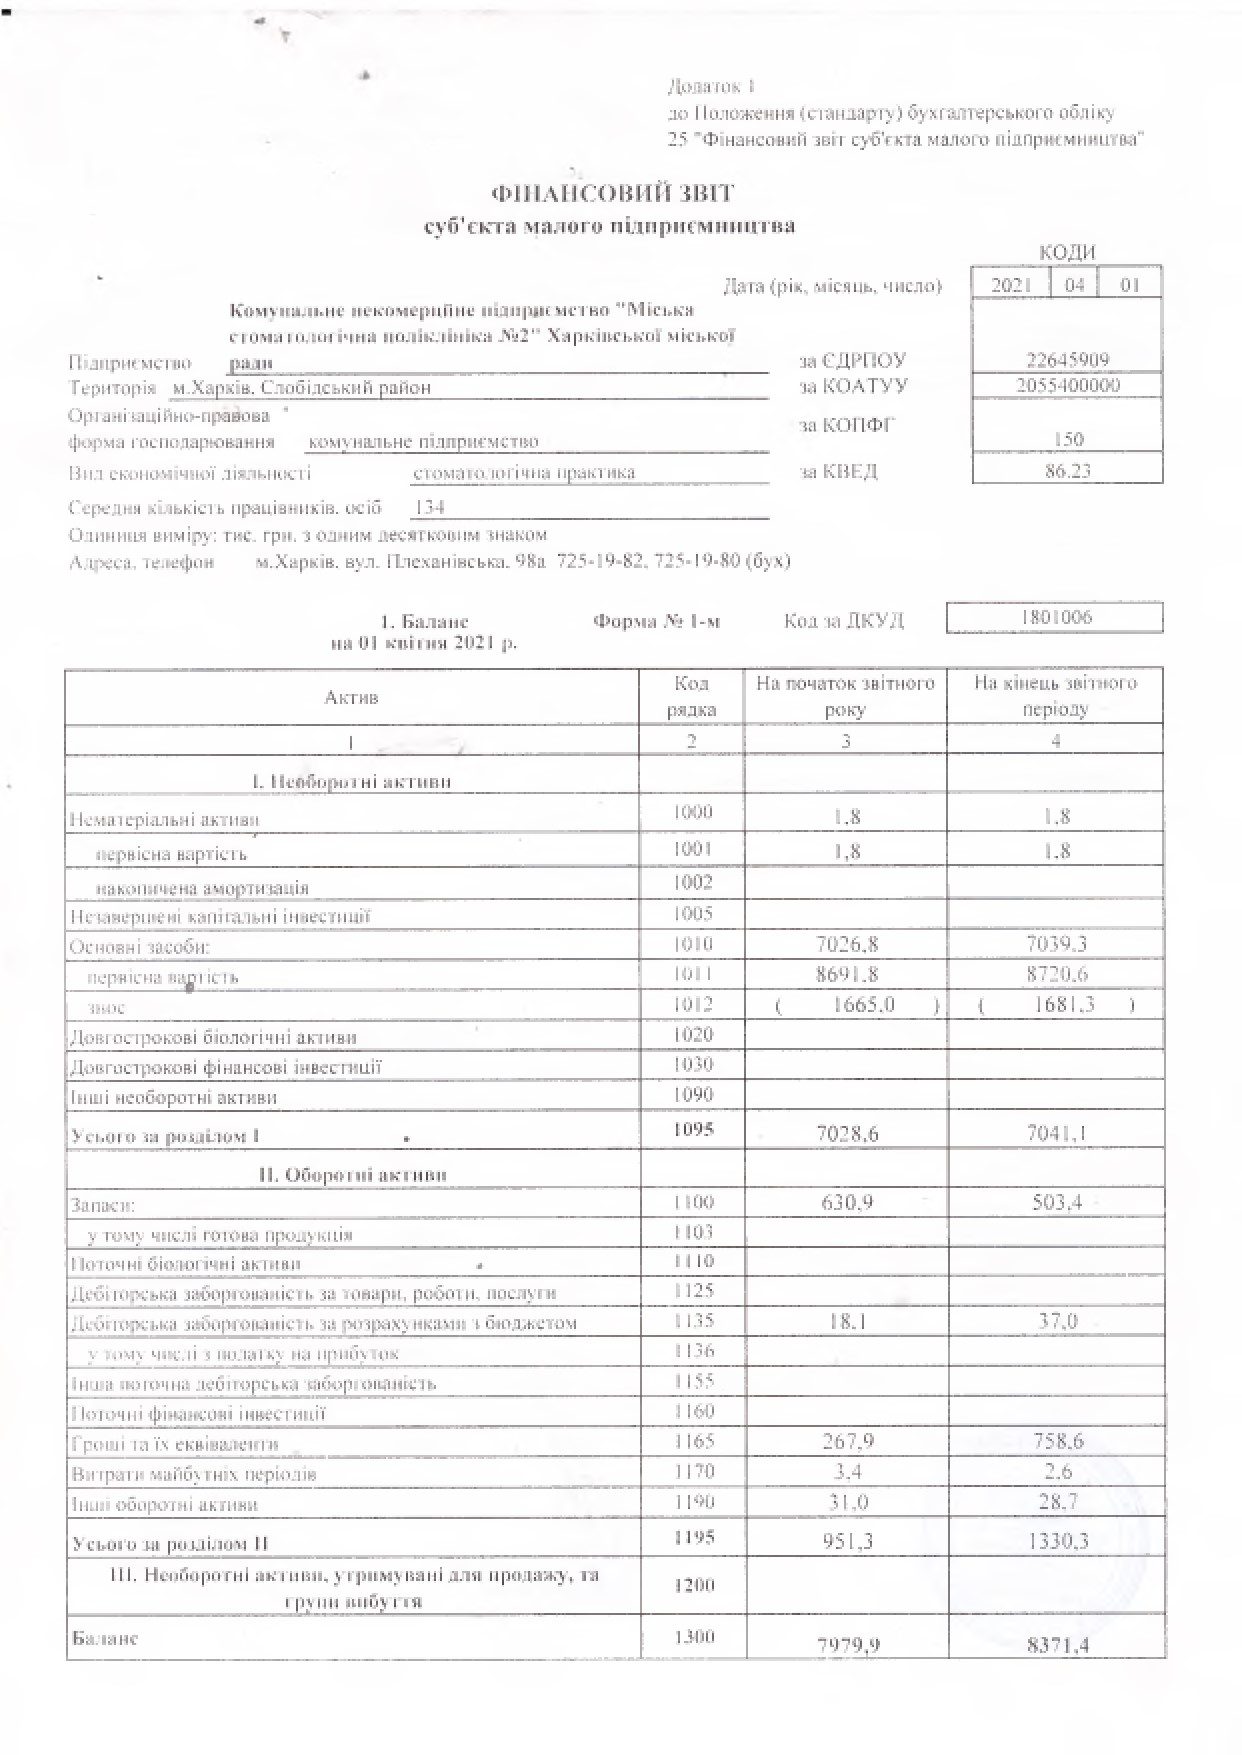 Додаток 1
до Положення (стандарту) бухгалтерського обліку
25 "Фінансовий звіт суб'єкта малого підприємництва"
ФІНАНСОВИЙ ЗВІТ
суб'єкта малого підприємництва
КОДИ
Дата (рік, місяць, число) 2021 04 01
Комунальне некомерційне підприємство "Міська
стоматологічна поліклініка №2" Харківської міської
Підприємство ради за ЄДРПОУ 22645909
Територія м.Харків, Слобідський район за КОАТУУ 2055400000
Організаційно-правова
форма господарювання комунальне підприємство за КОПФГ 150
Вид економічної діяльності стоматологічна практика за КВЕД 86.23
Середня кількість працівників, осіб 134
Одиниця виміру: тис. грн. з одним десятковим знаком
Адреса, телефон м.Харків, вул. Плеханівська, 98а 725-19-82, 725-19-80 (бух)
1. Баланс Форма № 1-м Код за ДКУД 1801006
на 01 квітня 2021 р.
Актив Код рядка На початок звітного року На кінець звітного періоду
1 2 3 4
І. Необоротні активи
Нематеріальні активи 1000 1,8 1,8
первісна вартість 1001 1,8 1,8
накопичена амортизація 1002
Незавершені капітальні інвестиції 1005
Основні засоби: 1010 7026,8 7039,3
первісна вартість 1011 8691,8 8720,6
знос 1012 ( 1665,0 ) ( 1681,3 )
Довгострокові біологічні активи 1020
Довгострокові фінансові інвестиції 1030
Інші необоротні активи 1090
Усього за розділом І 1095 7028,6 7041,1
ІІ. Оборотні активи
Запаси: 1100 630,9 503,4
у тому числі готова продукція 1103
Поточні біологічні активи 1110
Дебіторська заборгованість за товари, роботи, послуги 1125
Дебіторська заборгованість за розрахунками з бюджетом 1135 18,1 37,0
у тому числі з податку на прибуток 1136
Інша поточна дебіторська заборгованість 1155
Поточні фінансові інвестиції 1160
Гроші та їх еквіваленти 1165 267,9 758,6
Витрати майбутніх періодів 1170 3,4 2,6
Інші оборотні активи 1190 31,0 28,7
Усього за розділом ІІ 1195 951,3 1330,3
ІІІ. Необоротні активи, утримувані для продажу, та
групи вибуття 1200
Баланс 1300 7979,9 8371,4